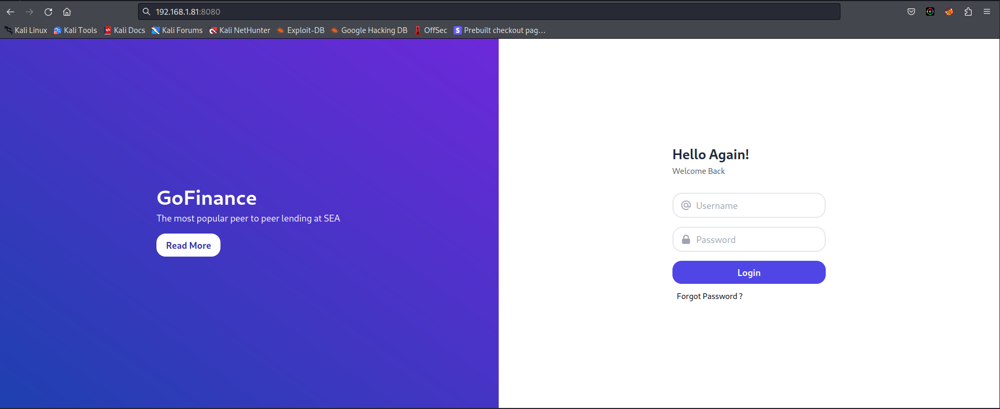 192.168.1.81:8080
Kali Linux Kali Tools Kali Docs Kali Forums Kali NetHunter Exploit-DB Google Hacking DB OffSec S Prebuilt checkout pag…
GoFinance
The most popular peer to peer lending at SEA
Read More
Hello Again!
Welcome Back
Username
Password
Login
Forgot Password ?